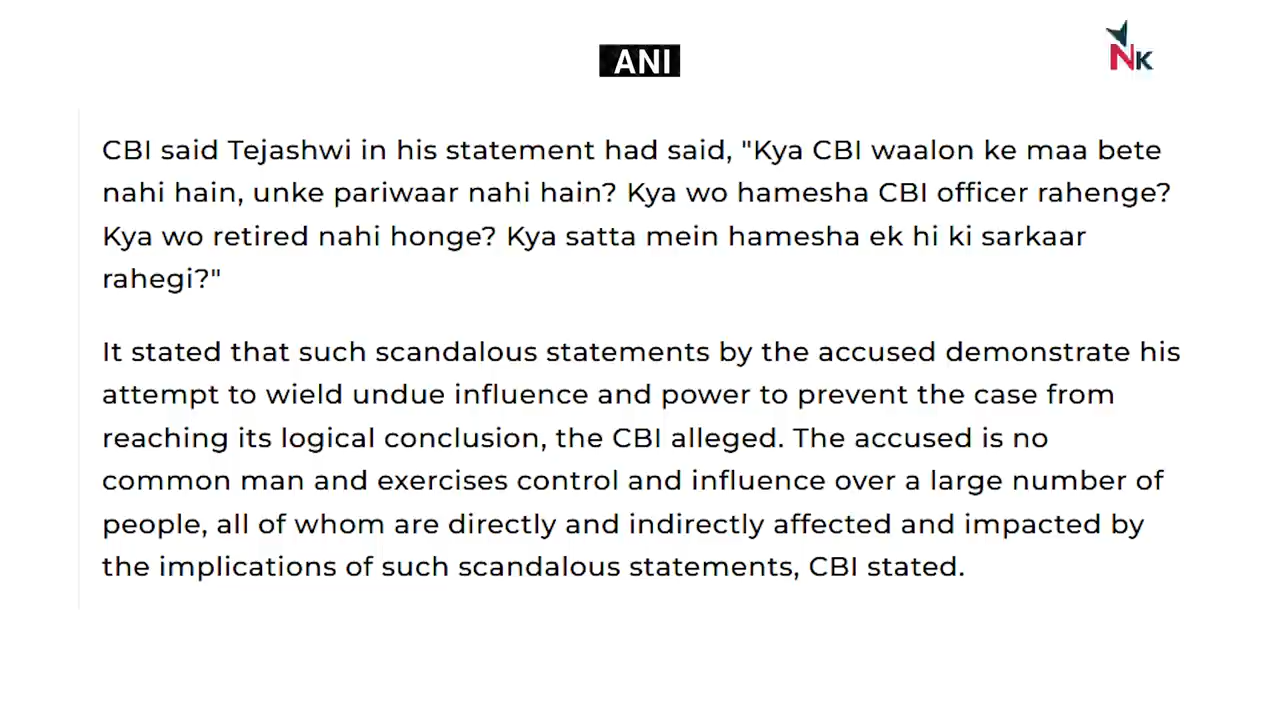 ANI
NK
CBI said Tejashwi in his statement had said, "Kya CBI waalon ke maa bete
nahi hain, unke pariwaar nahi hain? Kya wo hamesha CBI officer rahenge?
Kya wo retired nahi honge? Kya satta mein hamesha ek hi ki sarkaar
rahegi?"
It stated that such scandalous statements by the accused demonstrate his
attempt to wield undue influence and power to prevent the case from
reaching its logical conclusion, the CBI alleged. The accused is no
common man and exercises control and influence over a large number of
people, all of whom are directly and indirectly affected and impacted by
the implications of such scandalous statements, CBI stated.